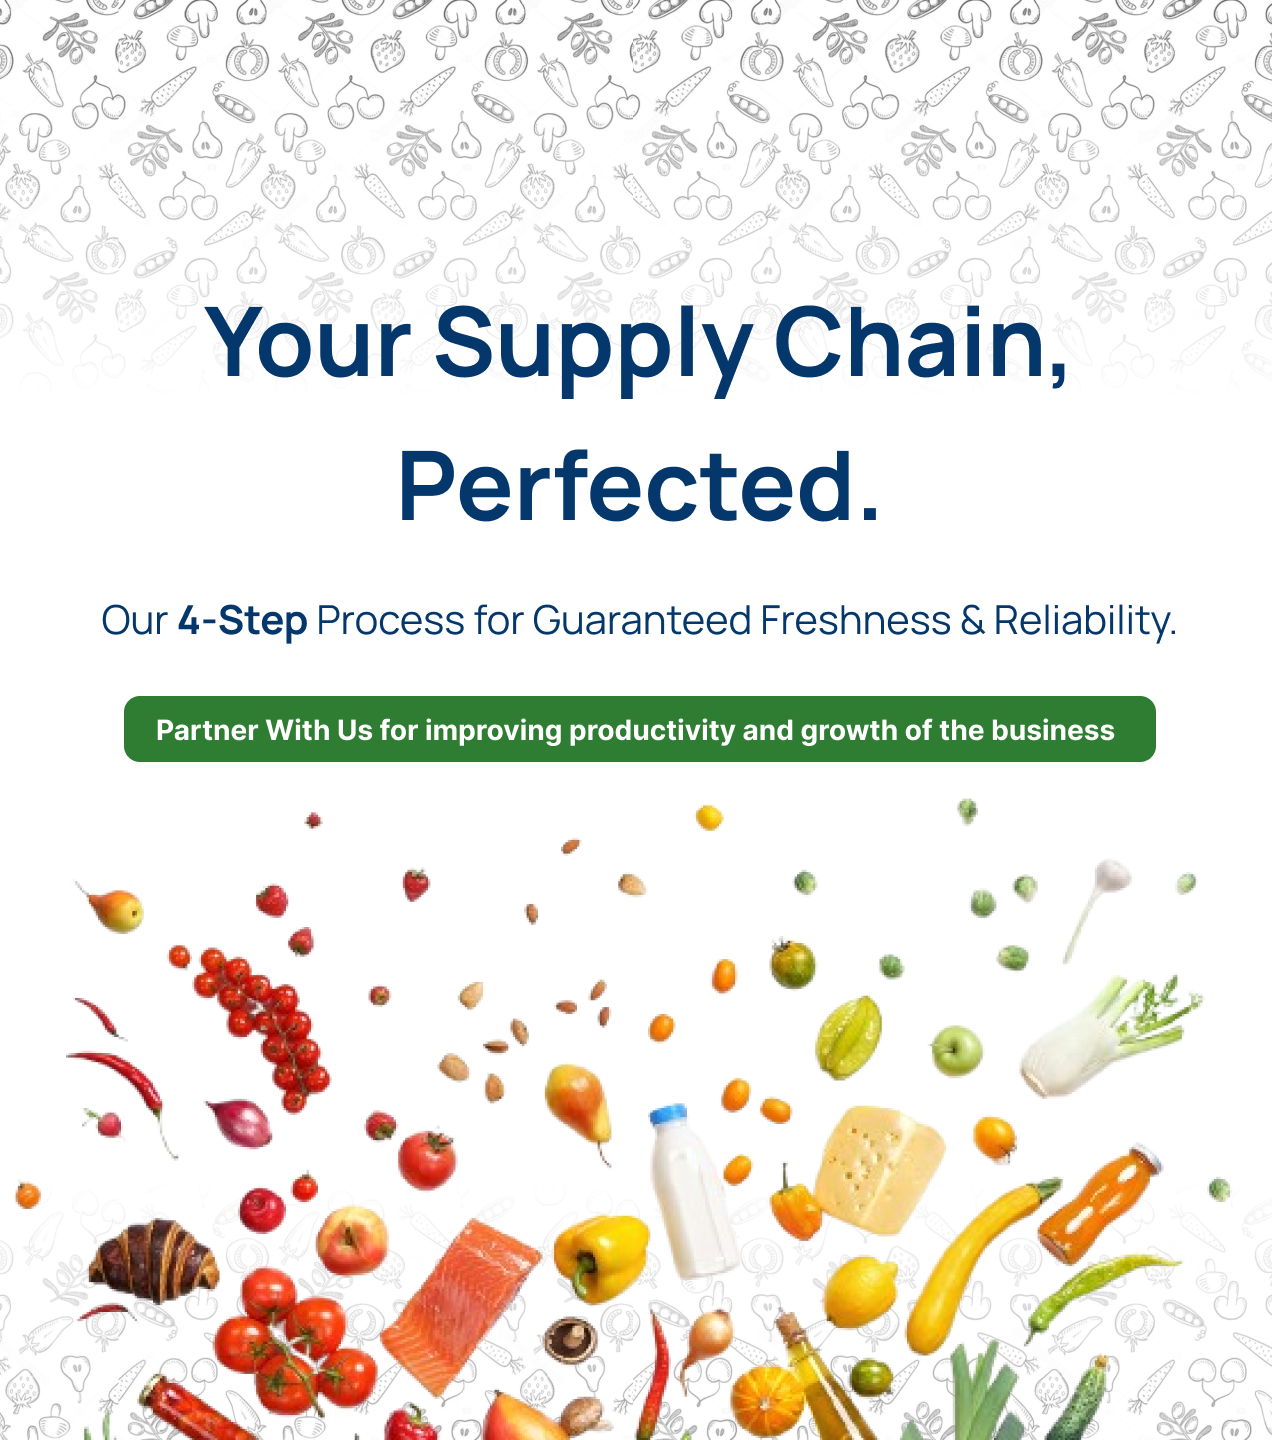 Your Supply Chain,
Perfected.
Our 4-Step Process for Guaranteed Freshness & Reliability.
Partner With Us for improving productivity and growth of the business